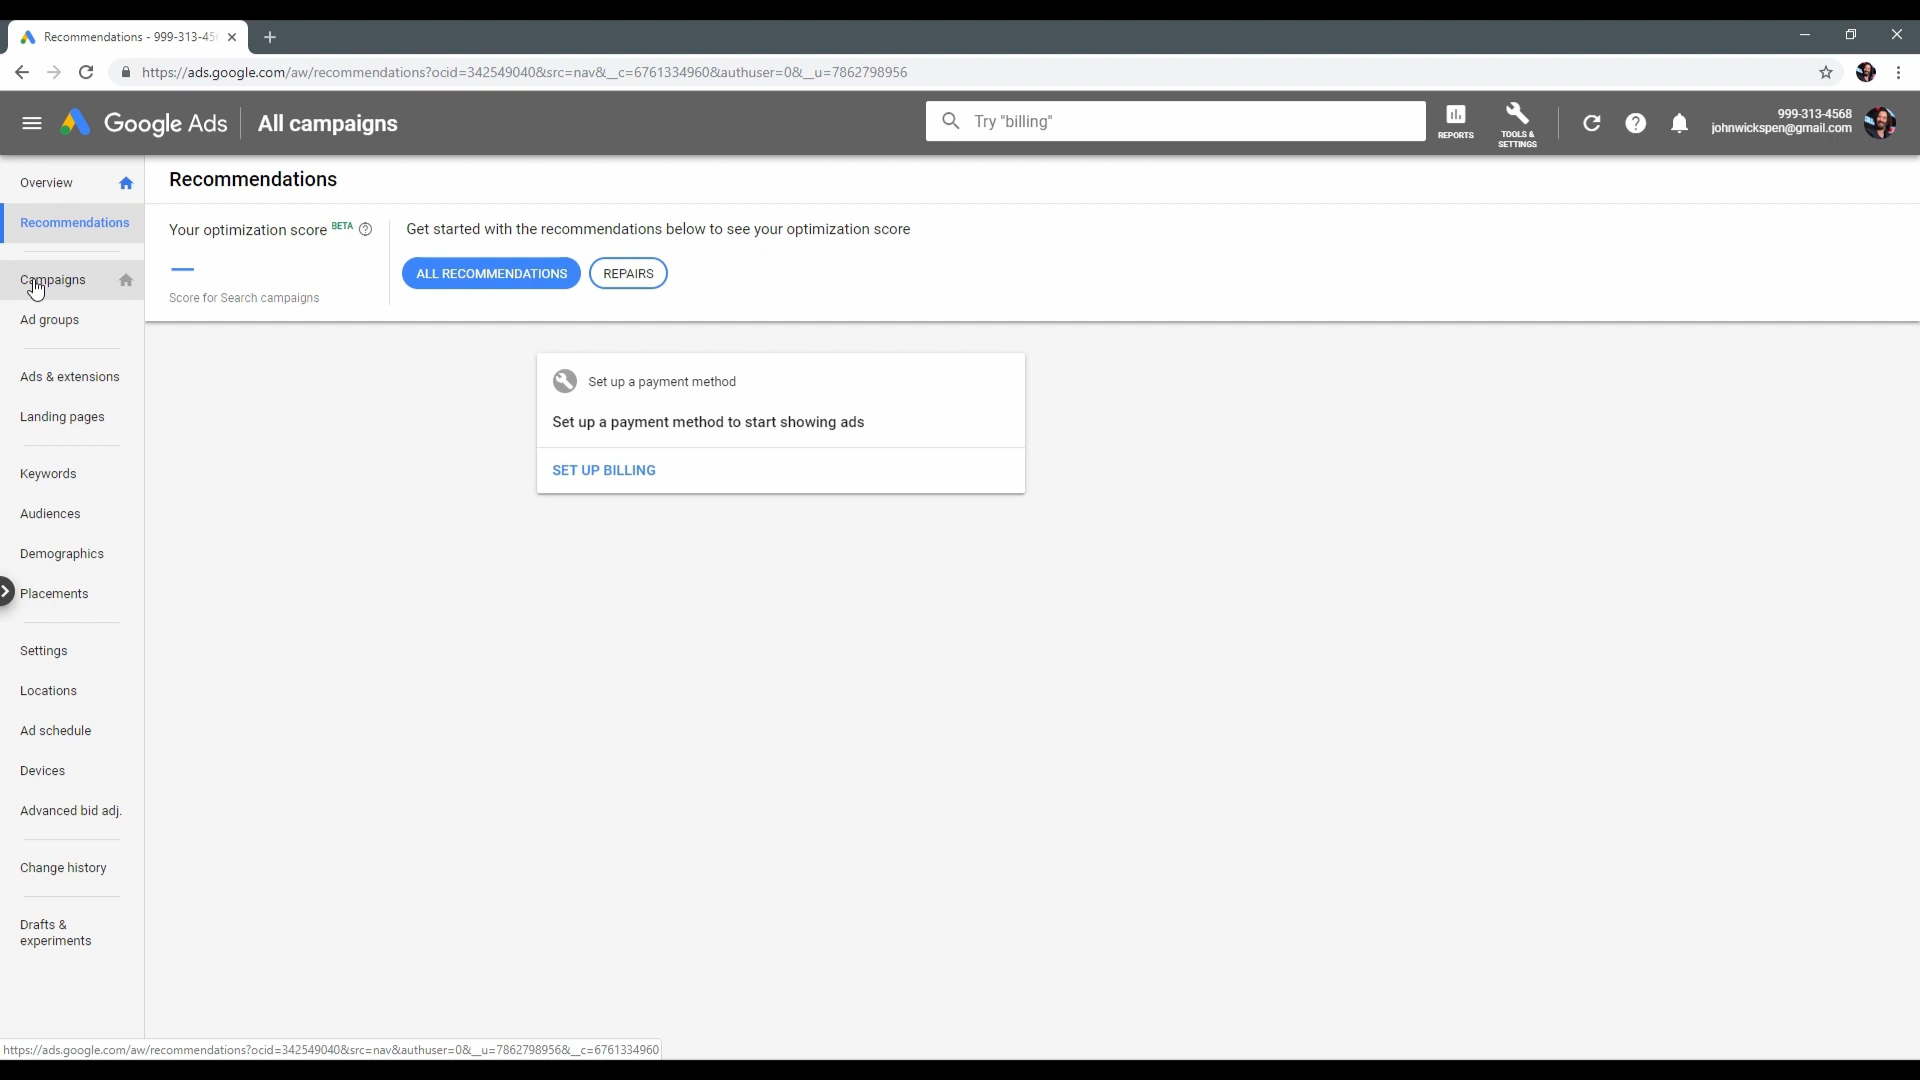 Recommendations - 999-313-45
https://ads.google.com/aw/recommendations?ocid=342549040&src=nav&__c=6761334960&authuser=0&__u=7862798956
Google Ads
All campaigns
Try "billing"
REPORTS
TOOLS &
SETTINGS
999-313-4568
johnwickspen@gmail.com
Overview
Recommendations
Campaigns
Ad groups
Ads & extensions
Landing pages
Keywords
Audiences
Demographics
Placements
Settings
Locations
Ad schedule
Devices
Advanced bid adj.
Change history
Drafts &
experiments
Recommendations
Your optimization score BETA
Score for Search campaigns
Get started with the recommendations below to see your optimization score
ALL RECOMMENDATIONS
REPAIRS
Set up a payment method
Set up a payment method to start showing ads
SET UP BILLING
https://ads.google.com/aw/recommendations?ocid=342549040&src=nav&authuser=0&__u=7862798956&__c=6761334960